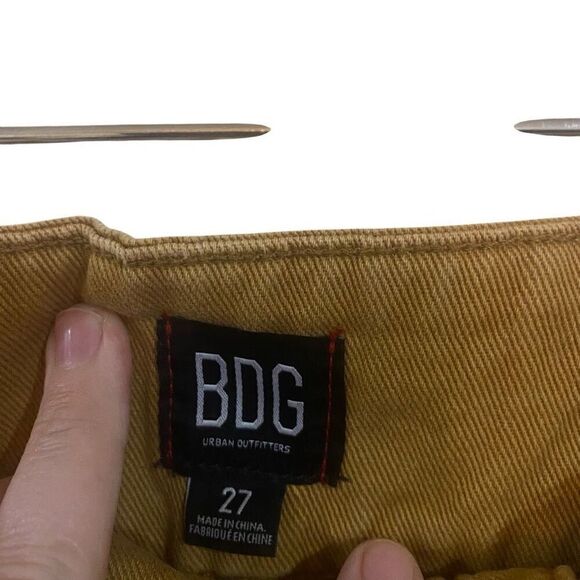 BDG
URBAN OUTFITTERS
27
MADE IN CHINA.
FABRIQUÉ EN CHINE